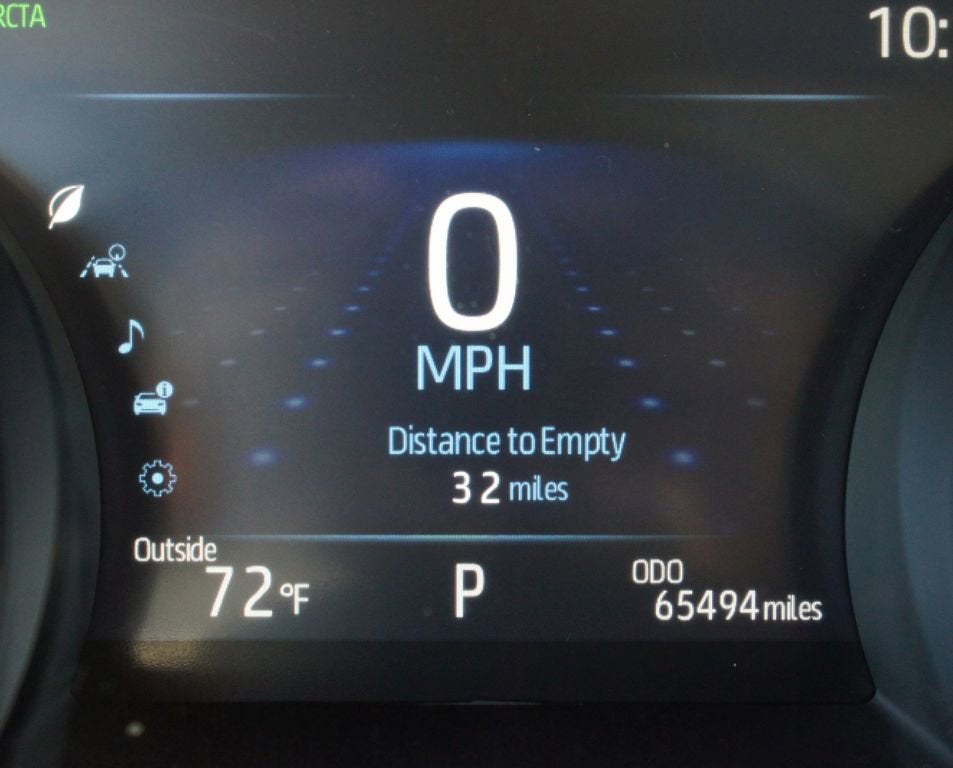 RCTA
10:
0
MPH
Distance to Empty
32 miles
Outside
72 °F
P
ODO
65494 miles